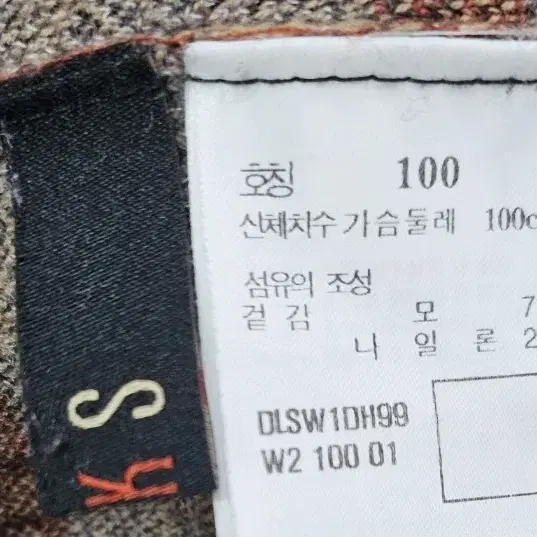 호칭 100
신체치수 가슴둘레 100c
섬유의 조성
겉감 모 7
나일론 2
DLSW1DH99
W2 100 01
K S